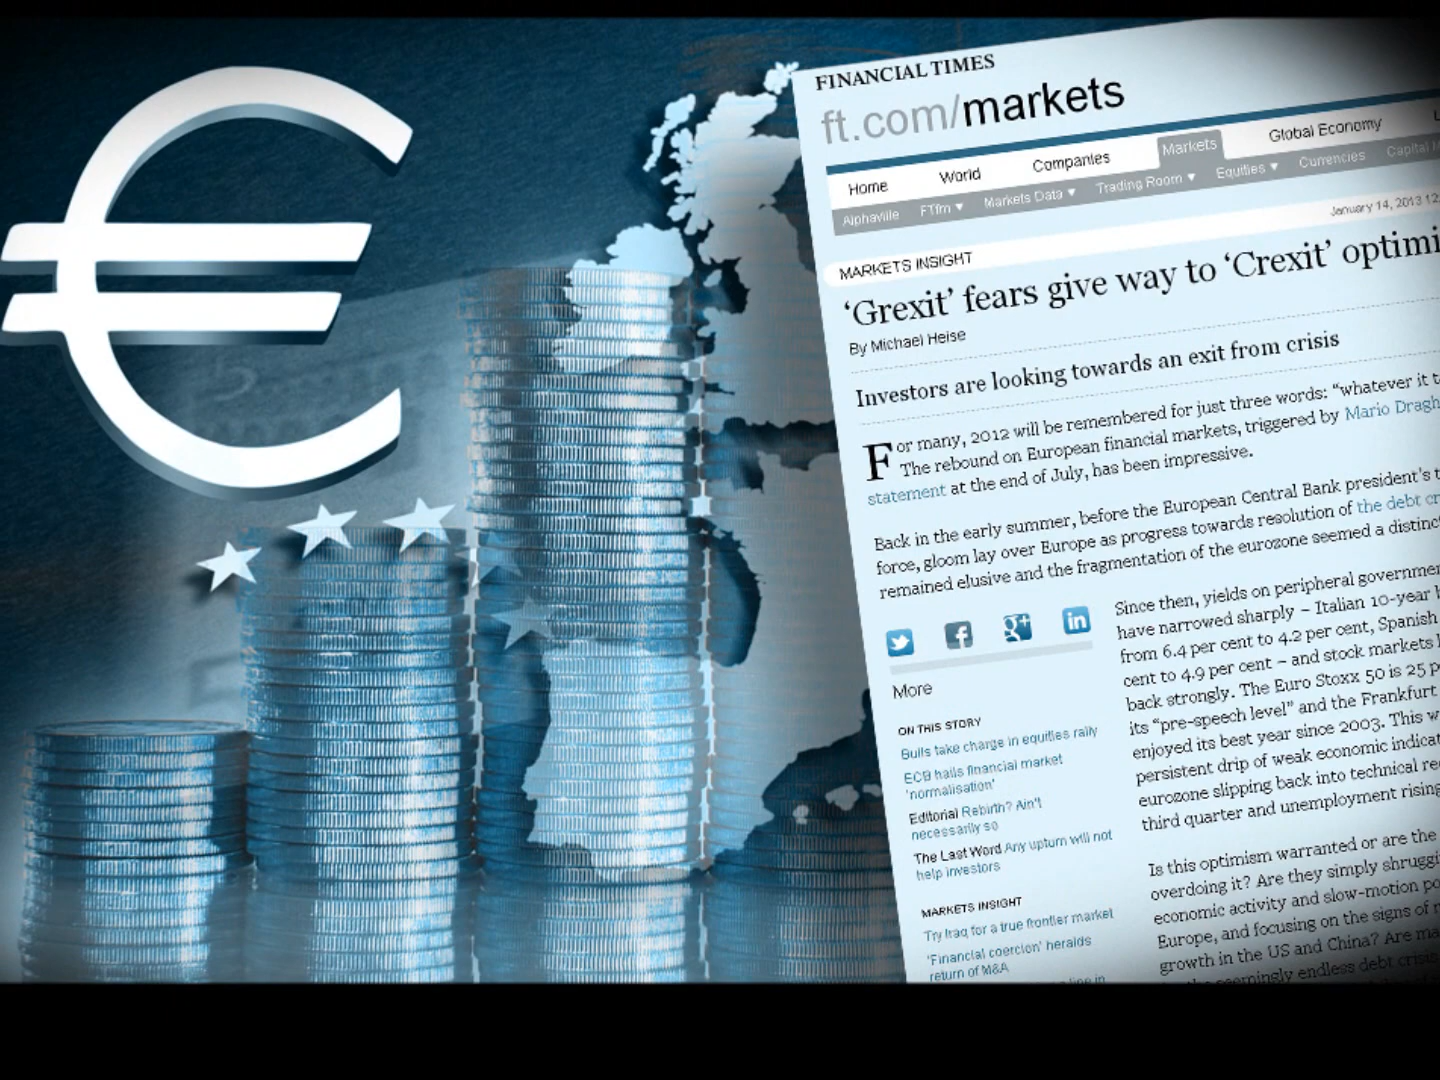 €
FINANCIAL TIMES
ft.com/markets
Home World Companies Markets Global Economy
Alphaville FTfm Markets Data Trading Room Equities Currencies Capital
January 14, 2013 12
MARKETS INSIGHT
‘Grexit’ fears give way to ‘Crexit’
By Michael Heise
Investors are looking towards an exit from crisis
For many, 2012 will be remembered for just three words: “whatever it
The rebound on European financial markets, triggered by Mario
statement at the end of July, has been impressive.
Back in the early summer, before the European Central Bank president’s
force, gloom lay over Europe as progress towards resolution of the debt
remained elusive and the fragmentation of the eurozone seemed a
Since then, yields on peripheral
have narrowed sharply – Italian 10-year
from 6.4 per cent to 4.2 per cent, Spanish
cent to 4.9 per cent – and stock markets
back strongly. The Euro Stoxx 50 is 25
its “pre-speech level” and the Frankfurt
enjoyed its best year since 2003. This
persistent drip of weak economic
eurozone slipping back into technical
third quarter and unemployment rising
Is this optimism warranted or are the
overdoing it? Are they simply
economic activity and slow-motion
Europe, and focusing on the signs of
growth in the US and China? Are
seemingly endless debt crisis
f
g+
in
More
ON THIS STORY
Bulls take charge in equities rally
ECB hails financial market
‘normalisation’
Editorial Rebirth? Ain’t
necessarily so
The Last Word Any upturn will not
help investors
MARKETS INSIGHT
Try Iraq for a true frontier market
‘Financial coercion’ heralds
return of M&A
line in